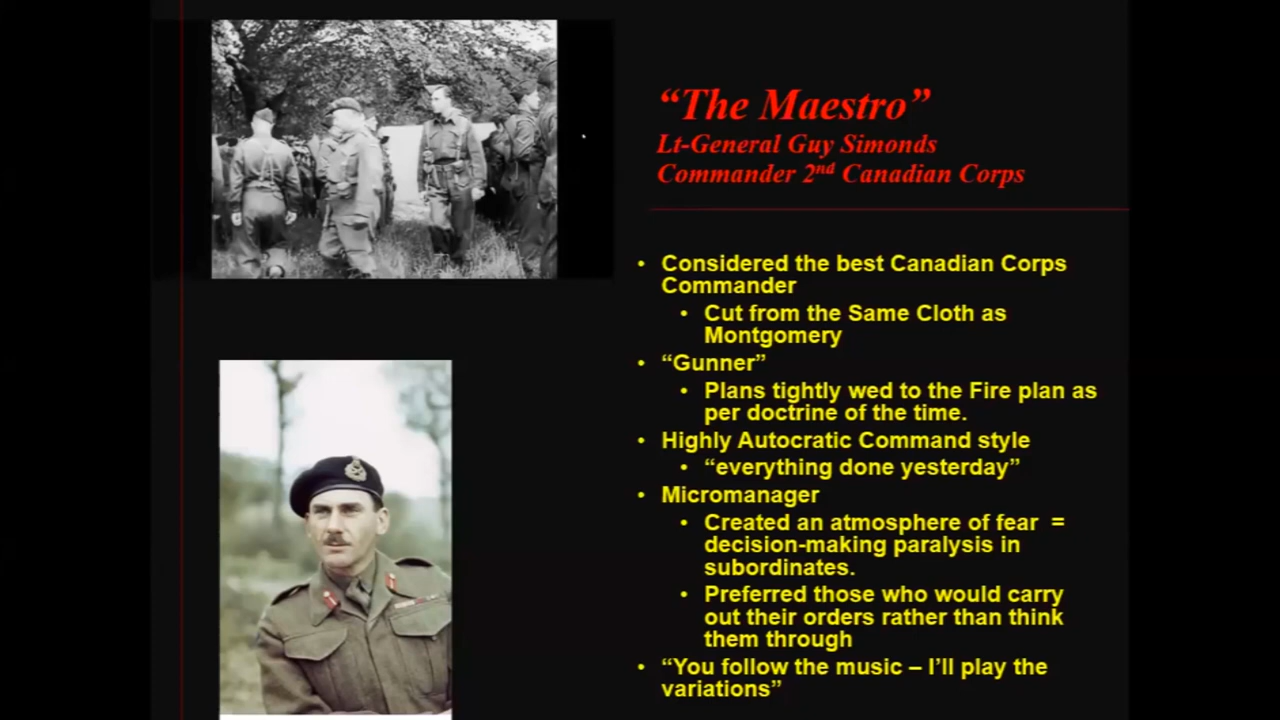 “The Maestro”
Lt-General Guy Simonds
Commander 2nd Canadian Corps
• Considered the best Canadian Corps
Commander
• Cut from the Same Cloth as
Montgomery
• “Gunner”
• Plans tightly wed to the Fire plan as
per doctrine of the time.
• Highly Autocratic Command style
• “everything done yesterday”
• Micromanager
• Created an atmosphere of fear =
decision-making paralysis in
subordinates.
• Preferred those who would carry
out their orders rather than think
them through
• “You follow the music – I’ll play the
variations”